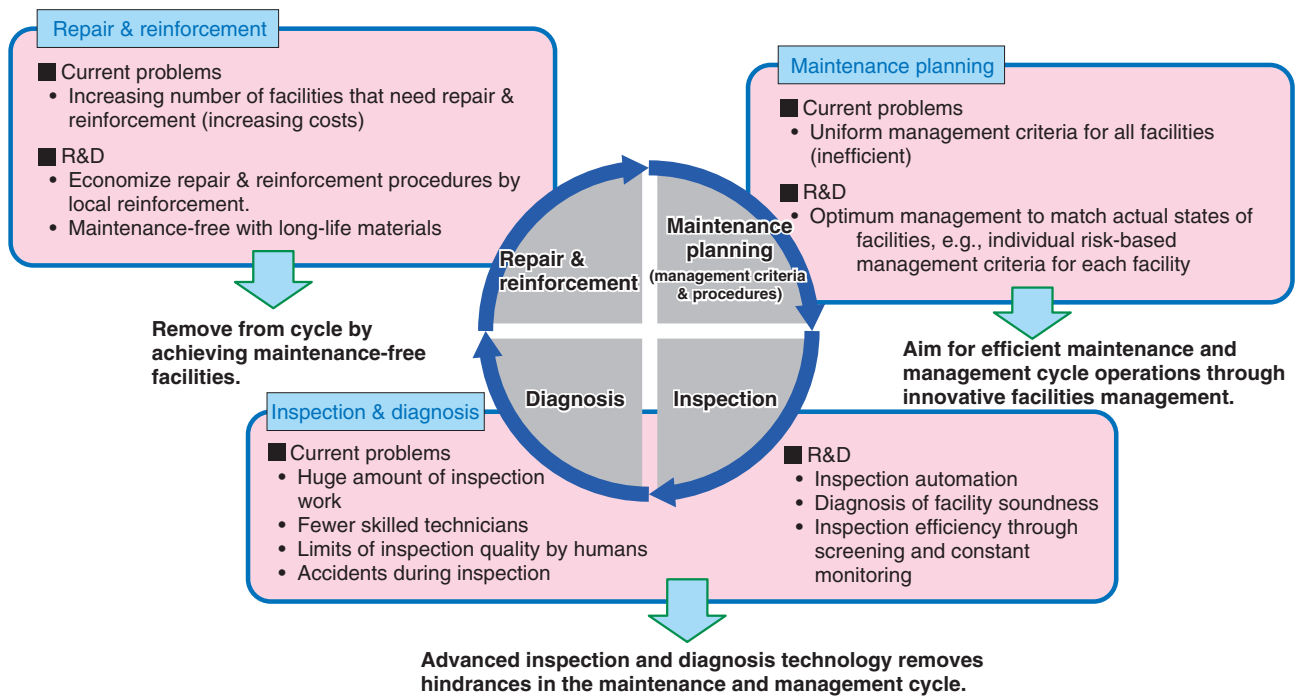 Repair & reinforcement
■ Current problems
• Increasing number of facilities that need repair &
reinforcement (increasing costs)
■ R&D
• Economize repair & reinforcement procedures by
local reinforcement.
• Maintenance-free with long-life materials
Remove from cycle by
achieving maintenance-free
facilities.
Maintenance planning
■ Current problems
• Uniform management criteria for all facilities
(inefficient)
■ R&D
• Optimum management to match actual states of
facilities, e.g., individual risk-based
management criteria for each facility
Aim for efficient maintenance and
management cycle operations through
innovative facilities management.
Repair &
reinforcement
Maintenance
planning
(management criteria
& procedures)
Diagnosis
Inspection
Inspection & diagnosis
■ Current problems
• Huge amount of inspection
work
• Fewer skilled technicians
• Limits of inspection quality by humans
• Accidents during inspection
■ R&D
• Inspection automation
• Diagnosis of facility soundness
• Inspection efficiency through
screening and constant
monitoring
Advanced inspection and diagnosis technology removes
hindrances in the maintenance and management cycle.